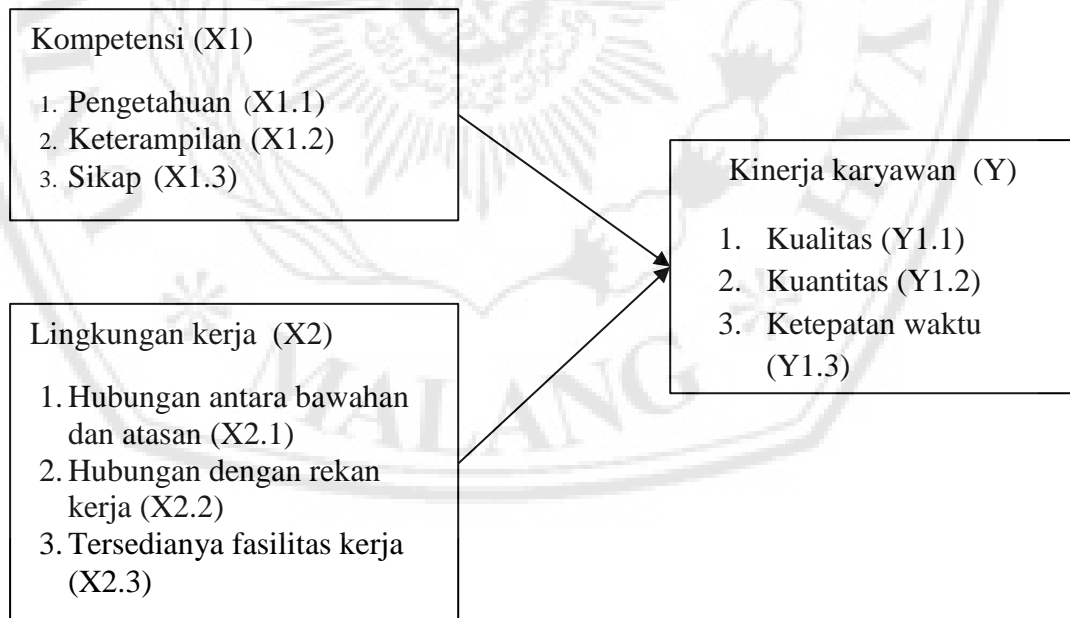 Kompetensi (X1)
1. Pengetahuan (X1.1)
2. Keterampilan (X1.2)
3. Sikap (X1.3)
Kinerja karyawan (Y)
1. Kualitas (Y1.1)
2. Kuantitas (Y1.2)
3. Ketepatan waktu
(Y1.3)
Lingkungan kerja (X2)
1. Hubungan antara bawahan
dan atasan (X2.1)
2. Hubungan dengan rekan
kerja (X2.2)
3. Tersedianya fasilitas kerja
(X2.3)
MALANG